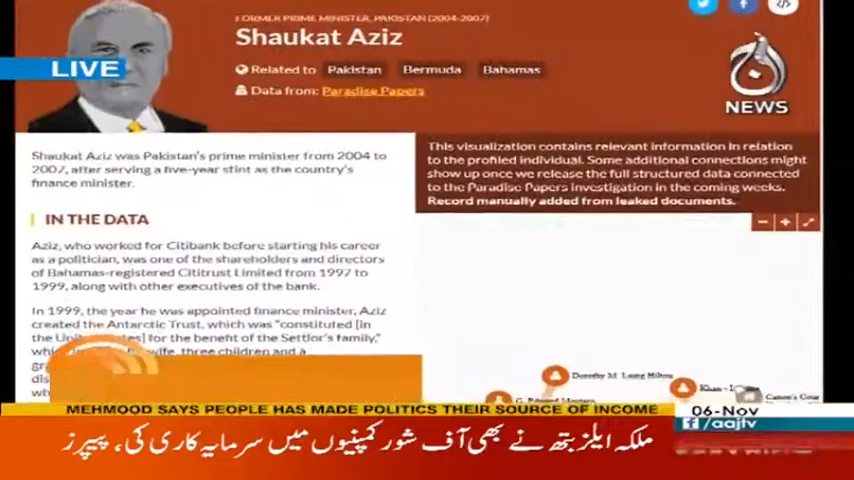 FORMER PRIME MINISTER, PAKISTAN (2004-2007)
Shaukat Aziz
LIVE
Related to Pakistan Bermuda Bahamas
Data from: Paradise Papers
NEWS
Shaukat Aziz was Pakistan's prime minister from 2004 to
2007, after serving a five-year stint as the country's
finance minister.
This visualization contains relevant information in relation
to the profiled individual. Some additional connections might
show up once we release the full structured data connected
to the Paradise Papers investigation in the coming weeks.
Record manually added from leaked documents.
IN THE DATA
Aziz, who worked for Citibank before starting his career
as a politician, was one of the shareholders and directors
of Bahamas-registered Cititrust Limited from 1997 to
1999, along with other executives of the bank.
In 1999, the year he was appointed finance minister, Aziz
created the Antarctic Trust, which was "constituted [in
the United States] for the benefit of the Settlor's family,"
wife, three children and a
Dorothy M.
Khan -
MEHMOOD SAYS PEOPLE HAS MADE POLITICS THEIR SOURCE OF INCOME
06-Nov
/aajtv
ملکہ ایلزبتھ نے بھی آف شور کمپنیوں میں سرمایہ کاری کی، پیپرز